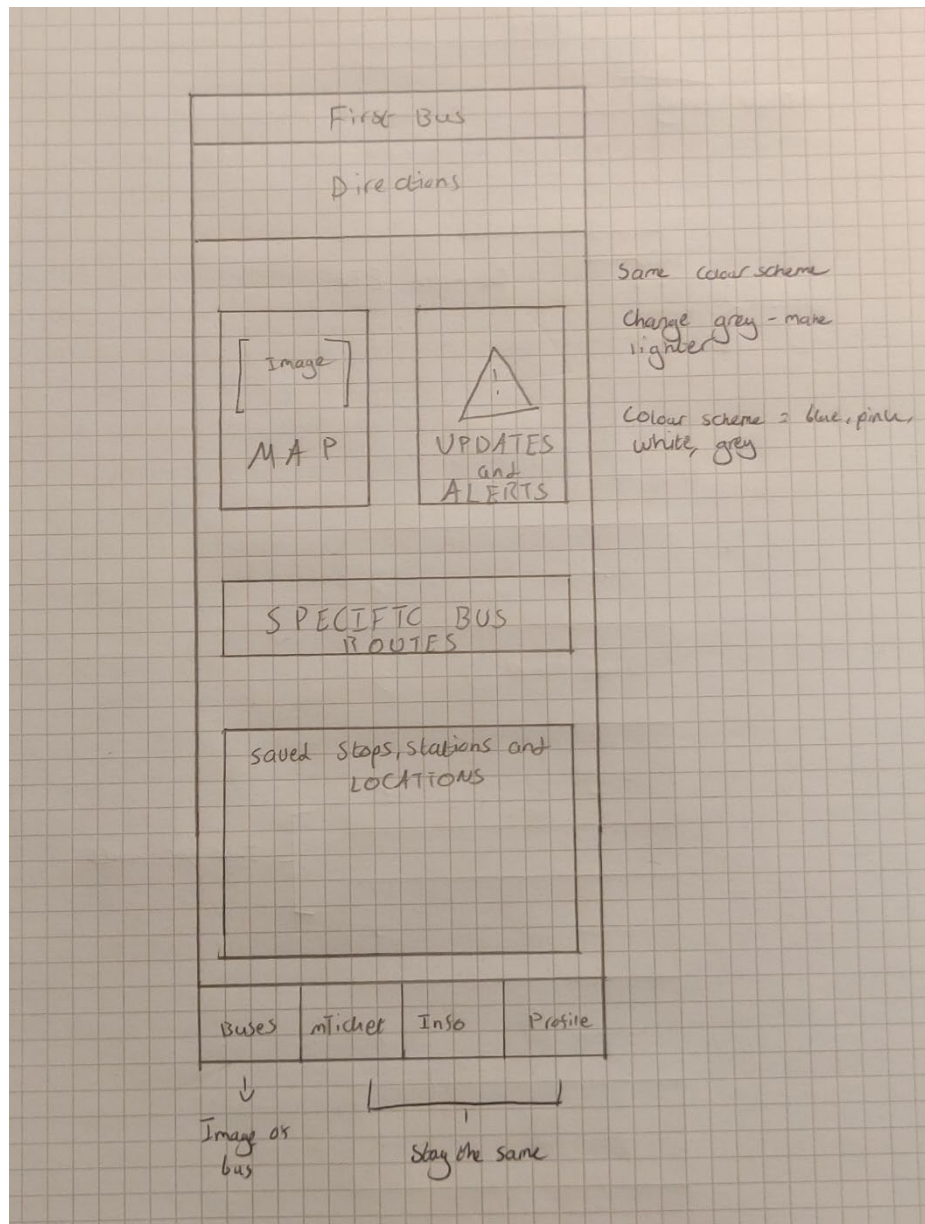 First Bus
Directions
Same colour scheme
Change grey - make
lighter
[Image]
MAP
!
UPDATES
and
ALERTS
Colour scheme = blue, pink,
white, grey
SPECIFIC BUS
ROUTES
saved stops, stations and
LOCATIONS
Buses
mTicket
Info
Profile
Image of
bus
Stay the same